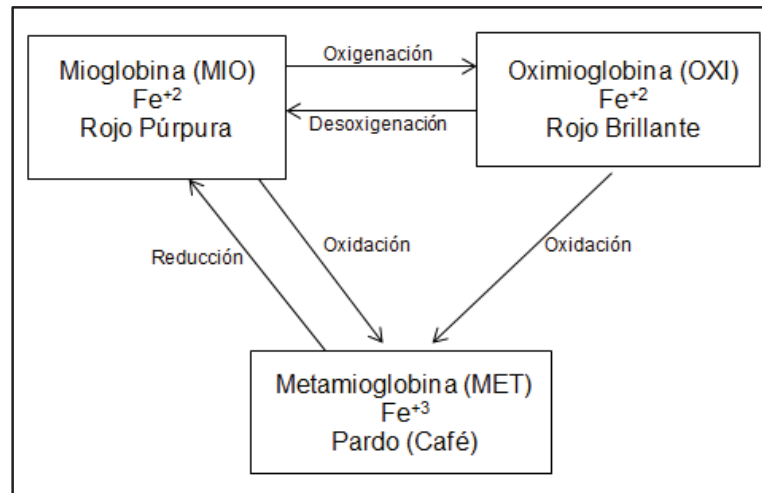 Mioglobina (MIO)
Fe+2
Rojo Púrpura
Oxigenación
Desoxigenación
Oximioglobina (OXI)
Fe+2
Rojo Brillante
Reducción
Oxidación
Oxidación
Metamioglobina (MET)
Fe+3
Pardo (Café)